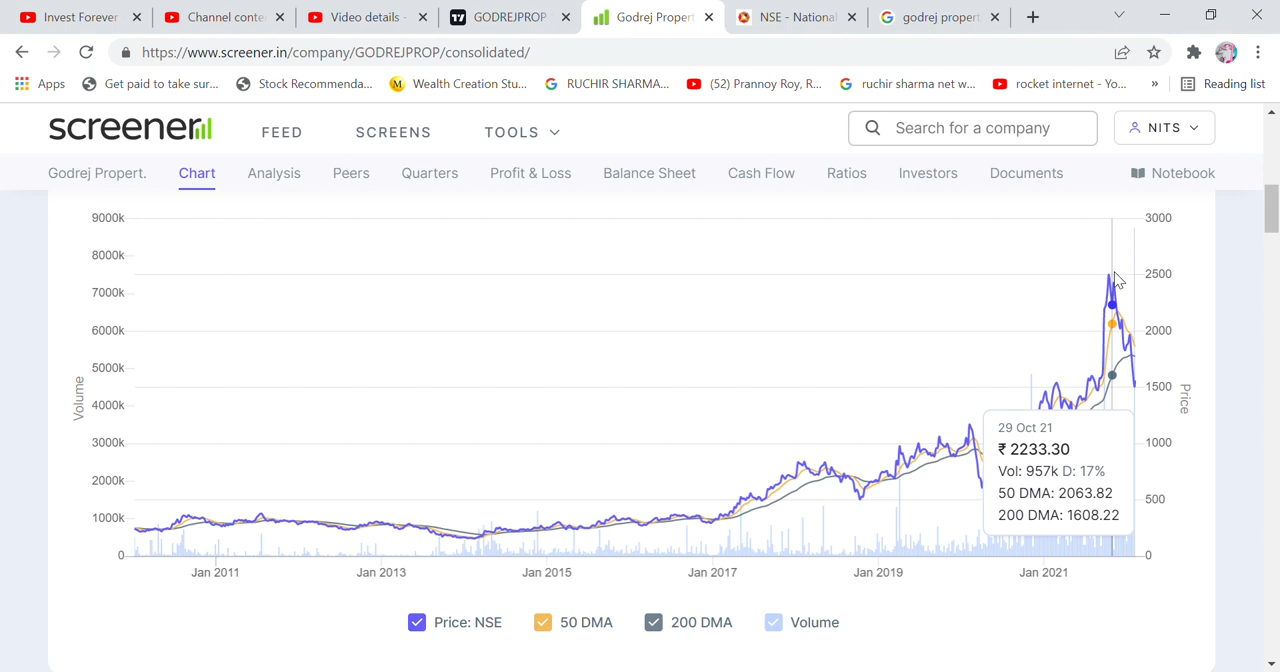 Invest Forever
Channel conte
Video details -
GODREJPROP
Godrej Propert
NSE - National
godrej propert
https://www.screener.in/company/GODREJPROP/consolidated/
Apps
Get paid to take sur...
Stock Recommenda...
Wealth Creation Stu...
RUCHIR SHARMA...
(52) Prannoy Roy, R...
ruchir sharma net w...
rocket internet - Yo...
»
Reading list
screener
FEED
SCREENS
TOOLS
Search for a company
NITS
Godrej Propert.
Chart
Analysis
Peers
Quarters
Profit & Loss
Balance Sheet
Cash Flow
Ratios
Investors
Documents
Notebook
9000k
8000k
7000k
6000k
5000k
4000k
3000k
2000k
1000k
0
Volume
3000
2500
2000
1500
1000
500
0
Price
29 Oct 21
₹ 2233.30
Vol: 957k D: 17%
50 DMA: 2063.82
200 DMA: 1608.22
Jan 2011
Jan 2013
Jan 2015
Jan 2017
Jan 2019
Jan 2021
Price: NSE
50 DMA
200 DMA
Volume